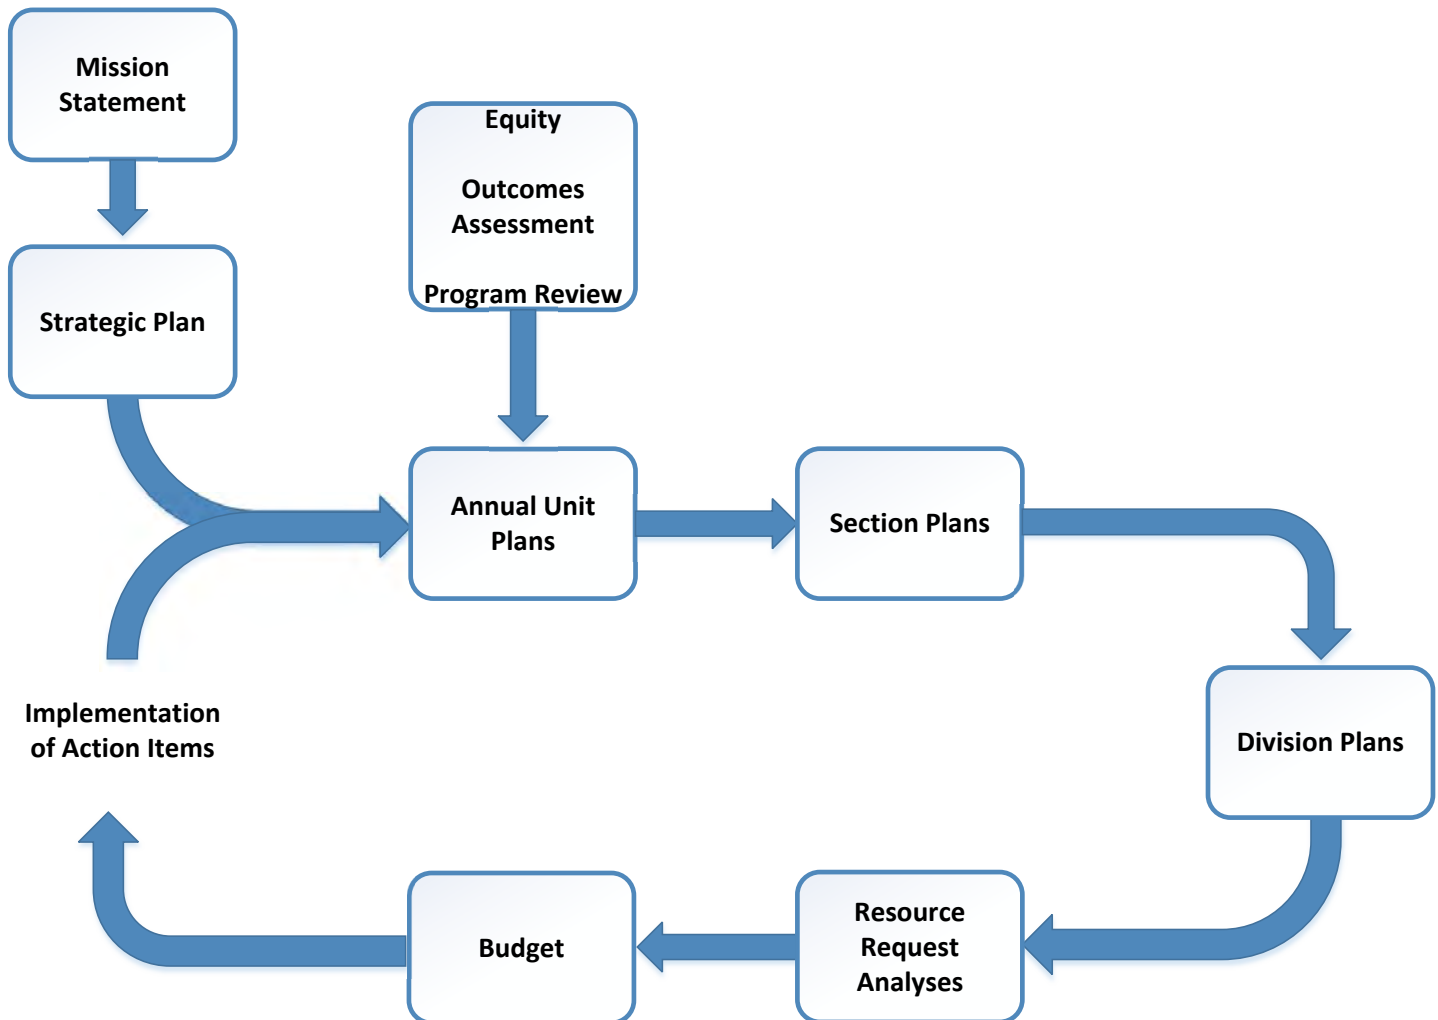 Mission
Statement
Equity
Outcomes
Assessment
Program Review
Strategic Plan
Annual Unit
Plans
Section Plans
Implementation
of Action Items
Division Plans
Budget
Resource
Request
Analyses